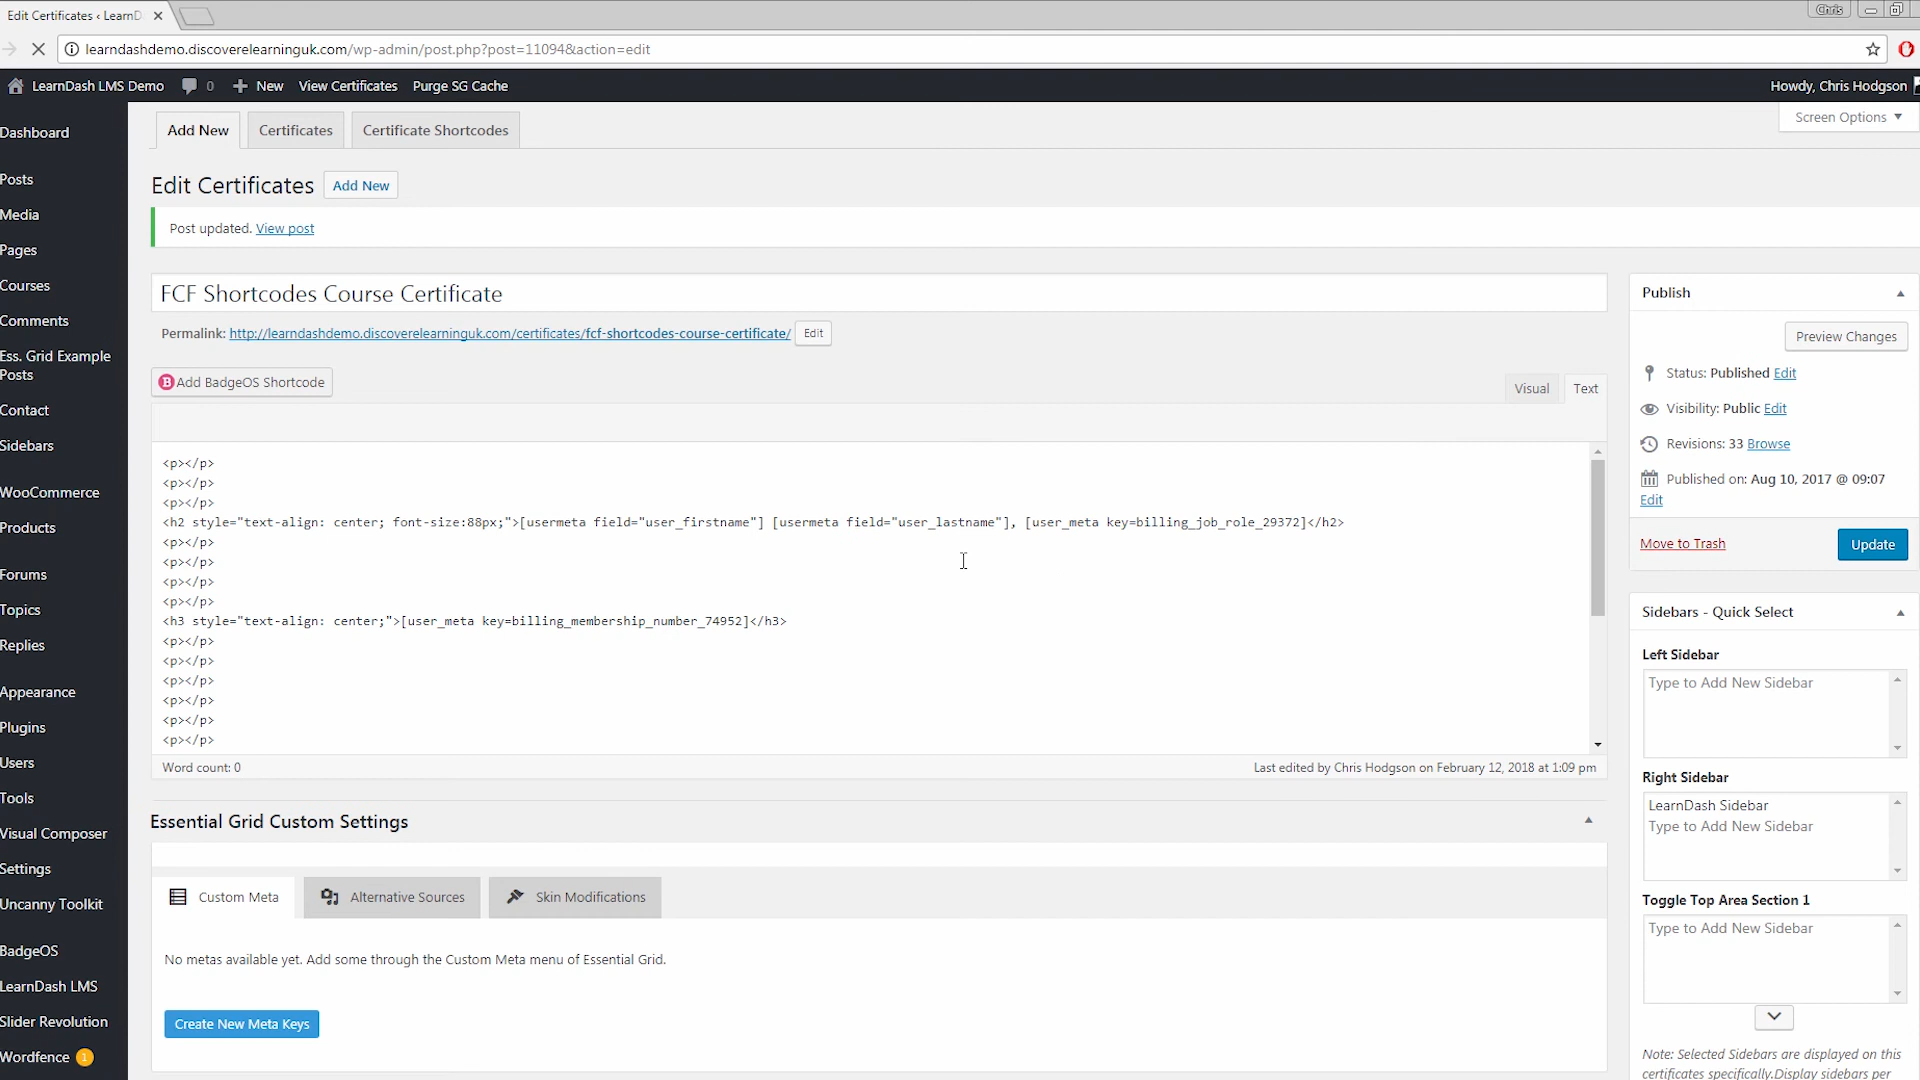 Edit Certificates ‹ LearnD
Chris
learndashdemo.discoverelearninguk.com/wp-admin/post.php?post=11094&action=edit
LearnDash LMS Demo 0 New View Certificates Purge SG Cache
Howdy, Chris Hodgson
Dashboard
Posts
Media
Pages
Courses
Comments
Ess. Grid Example
Posts
Contact
Sidebars
WooCommerce
Products
Forums
Topics
Replies
Appearance
Plugins
Users
Tools
Visual Composer
Settings
Uncanny Toolkit
BadgeOS
LearnDash LMS
Slider Revolution
Wordfence 1
Add New Certificates Certificate Shortcodes
Screen Options
Edit Certificates Add New
Post updated. View post
FCF Shortcodes Course Certificate
Permalink: http://learndashdemo.discoverelearninguk.com/certificates/fcf-shortcodes-course-certificate/ Edit
Add BadgeOS Shortcode
Visual Text
<p></p>
<p></p>
<p></p>
<h2 style="text-align: center; font-size:88px;">[usermeta field="user_firstname"] [usermeta field="user_lastname"], [user_meta key=billing_job_role_29372]</h2>
<p></p>
<p></p>
<p></p>
<p></p>
<h3 style="text-align: center;">[user_meta key=billing_membership_number_74952]</h3>
<p></p>
<p></p>
<p></p>
<p></p>
<p></p>
<p></p>
Word count: 0
Last edited by Chris Hodgson on February 12, 2018 at 1:09 pm
Essential Grid Custom Settings
Custom Meta Alternative Sources Skin Modifications
No metas available yet. Add some through the Custom Meta menu of Essential Grid.
Create New Meta Keys
Publish
Preview Changes
Status: Published Edit
Visibility: Public Edit
Revisions: 33 Browse
Published on: Aug 10, 2017 @ 09:07
Edit
Move to Trash
Update
Sidebars - Quick Select
Left Sidebar
Type to Add New Sidebar
Right Sidebar
LearnDash Sidebar
Type to Add New Sidebar
Toggle Top Area Section 1
Type to Add New Sidebar
Note: Selected Sidebars are displayed on this
certificates specifically.Display sidebars per